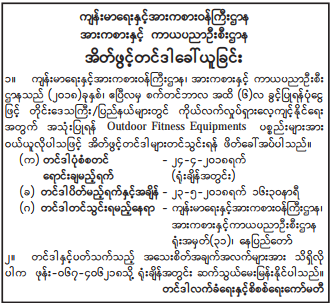 ကျန်းမာရေးနှင့်အားကစားဝန်ကြီးဌာန
အားကစားနှင့် ကာယပညာဦးစီးဌာန
အိတ်ဖွင့်တင်ဒါခေါ်ယူခြင်း
၁။ ကျန်းမာရေးနှင့်အားကစားဝန်ကြီးဌာန၊ အားကစားနှင့် ကာယပညာဦးစီး
ဌာနသည် (၂၀၁၈)ခုနှစ်၊ ဧပြီလမှ စက်တင်ဘာလ အထိ (၆)လ ခွင့်ပြုရန်ပုံငွေ
ဖြင့် တိုင်းဒေသကြီး/ပြည်နယ်များတွင် ကိုယ်လက်လှုပ်ရှားလေ့ကျင့်နိုင်ရေး
အတွက် အသုံးပြုရန် Outdoor Fitness Equipments ပစ္စည်းများအား
ဝယ်ယူလိုပါသဖြင့် အိတ်ဖွင့်တင်ဒါများတင်သွင်းရန် ဖိတ်ခေါ်အပ်ပါသည်။
(က) တင်ဒါပုံစံစတင် - ၂၄-၄-၂၀၁၈ရက်
ရောင်းချမည့်ရက် (ရုံးချိန်အတွင်း)
(ခ) တင်ဒါပိတ်မည့်ရက်နှင့်အချိန် - ၂၃-၅-၂၀၁၈ရက် ၁၆း၃၀နာရီ
(ဂ) တင်ဒါတင်သွင်းရမည့်နေရာ - ကျန်းမာရေးနှင့်အားကစားဝန်ကြီးဌာန၊
အားကစားနှင့်ကာယပညာဦးစီးဌာန
ရုံးအမှတ်(၃၁)၊ နေပြည်တော်
၂။ တင်ဒါနှင့်ပတ်သက်သည့် အသေးစိတ်အချက်အလက်များအား သိရှိလို
ပါက ဖုန်း-၀၆၇-၄၀၆၂၁၁သို့ ရုံးချိန်အတွင်း ဆက်သွယ်မေးမြန်းနိုင်ပါသည်။
တင်ဒါလက်ခံရေးနှင့်စိစစ်ရေးကော်မတီ